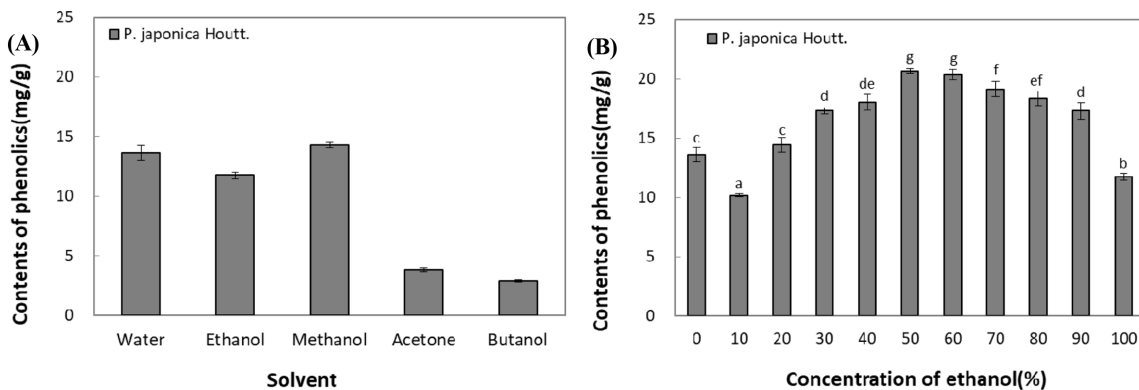 (A)
P. japonica Houtt.
Contents of phenolics(mg/g)
25
20
15
10
5
0
Water Ethanol Methanol Acetone Butanol
Solvent
(B)
P. japonica Houtt.
Contents of phenolics(mg/g)
25
20
15
10
5
0
c a c d de g g f ef d b
0 10 20 30 40 50 60 70 80 90 100
Concentration of ethanol(%)